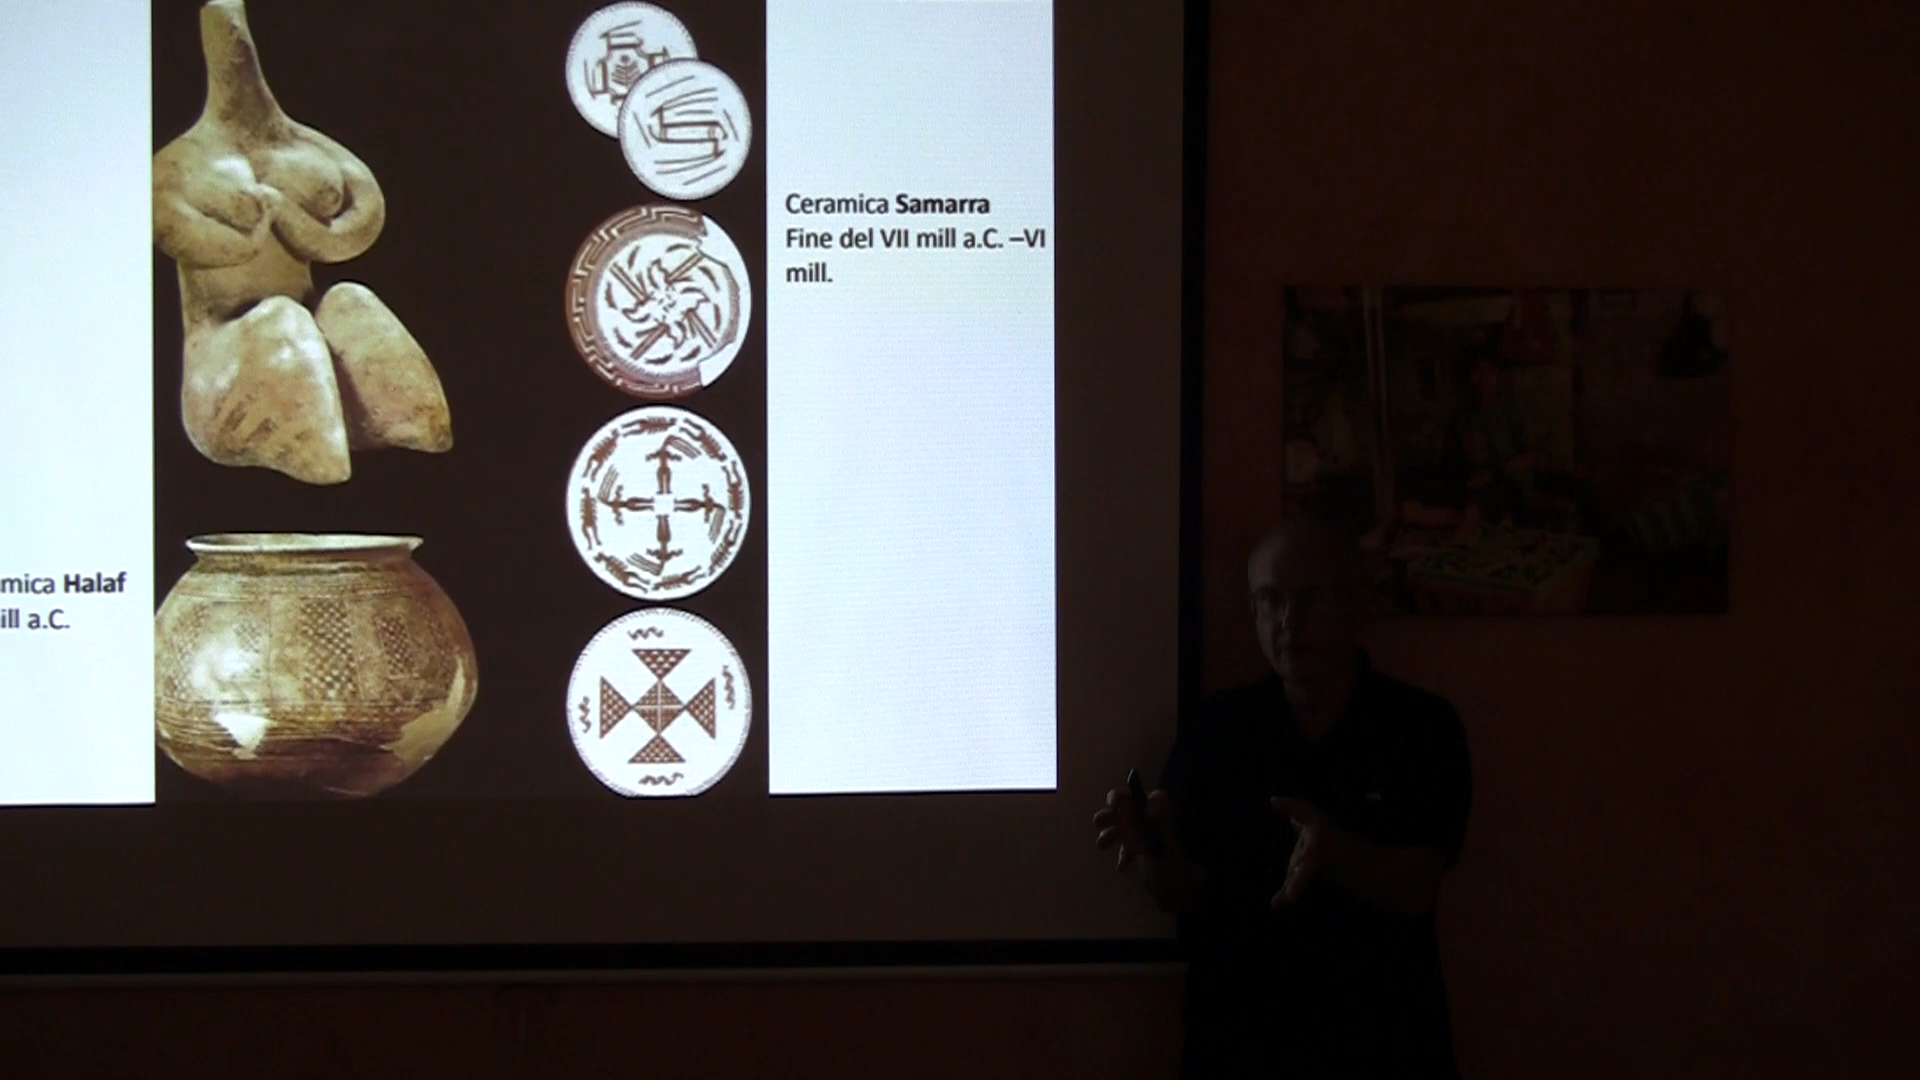 Ceramica Samarra
Fine del VII mill a.C. –VI
mill.
mica Halaf
ill a.C.